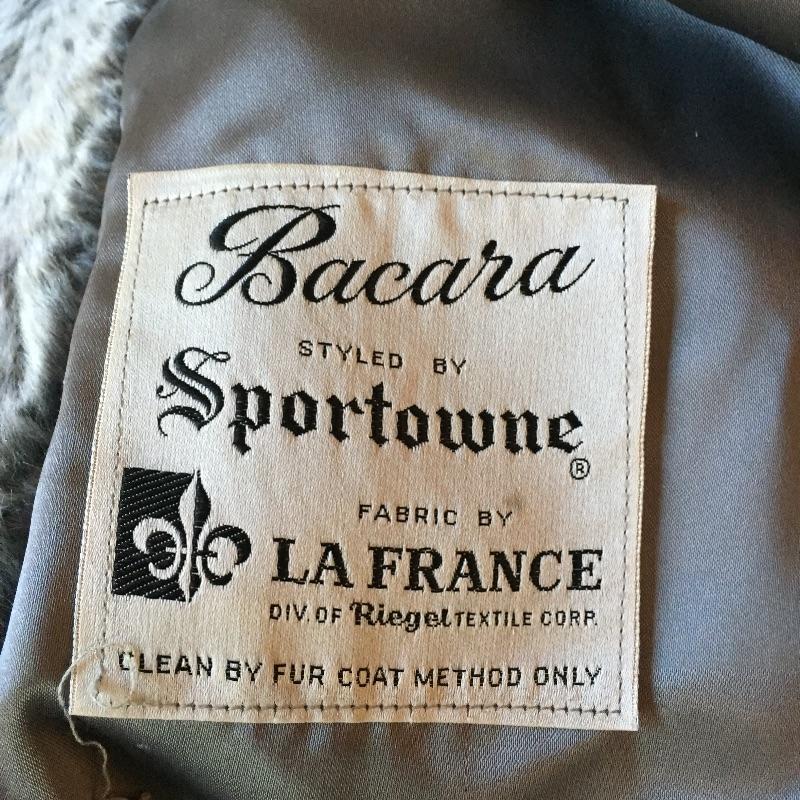 Bacara
STYLED BY
Sportowne
®
FABRIC BY
LA FRANCE
DIV. OF Riegel TEXTILE CORP.
CLEAN BY FUR COAT METHOD ONLY